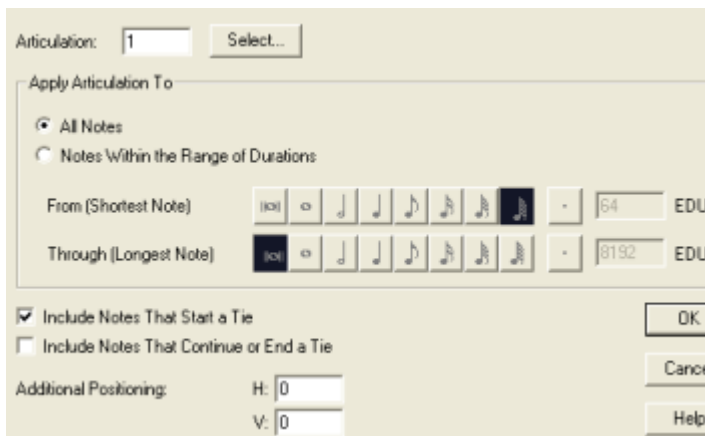 Articulation: 1 Select...
Apply Articulation To
All Notes
Notes Within the Range of Durations
From (Shortest Note) 64 EDU
Through (Longest Note) 8192 EDU
Include Notes That Start a Tie
OK
Include Notes That Continue or End a Tie
Cance
Additional Positioning: H: 0
V: 0 Help